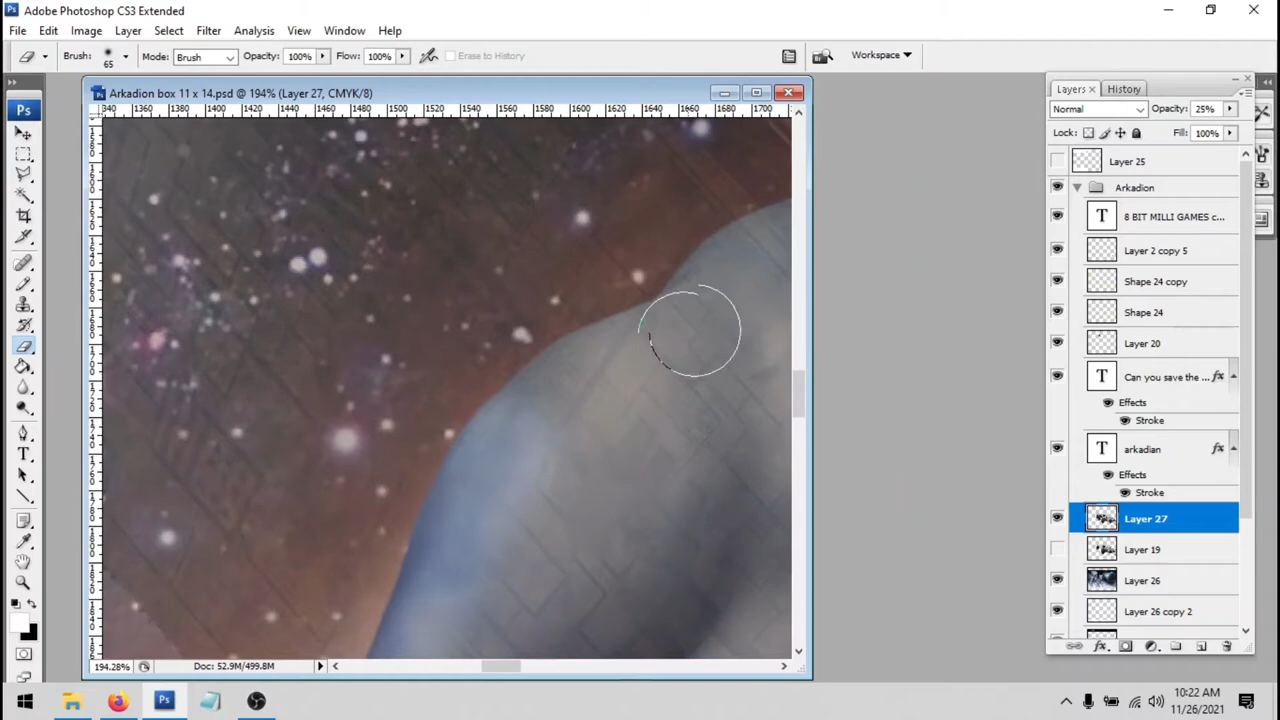 Adobe Photoshop CS3 Extended
File Edit Image Layer Select Filter Analysis View Window Help
Brush: 65 Mode: Brush Opacity: 100% Flow: 100% Erase to History Workspace
Arkadion box 11 x 14.psd @ 194% (Layer 27, CMYK/8)
340 1360 1380 1400 1420 1440 1460 1480 1500 1520 1540 1560 1580 1600 1620 1640 1660 1680 1700
Layers x History
Normal Opacity: 25%
Lock: Fill: 100%
Layer 25
Arkadion
T 8 BIT MILLI GAMES c...
Layer 2 copy 5
Shape 24 copy
Shape 24
Layer 20
T Can you save the ... fx
Effects
Stroke
T arkadian fx
Effects
Stroke
Layer 27
Layer 19
Layer 26
Layer 26 copy 2
Ps
T
194.28% Doc: 52.9M/499.8M
Ps
10:22 AM
11/26/2021